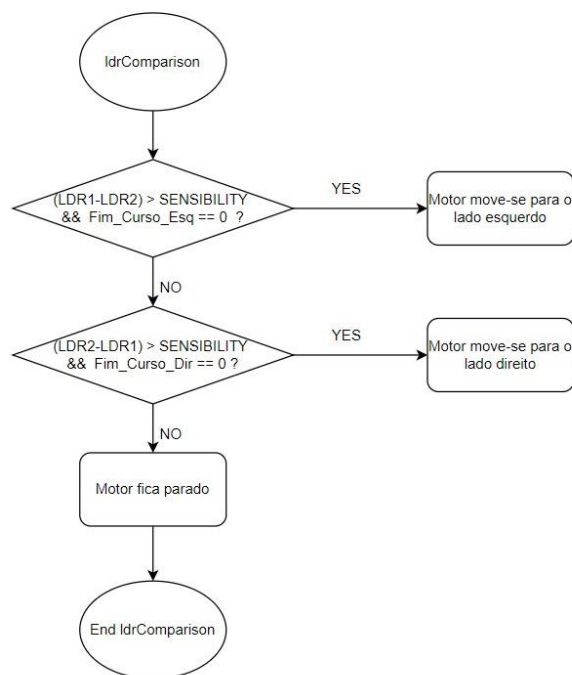 ldrComparison
(LDR1-LDR2) > SENSIBILITY
&& Fim_Curso_Esq == 0 ?
YES
Motor move-se para o
lado esquerdo
NO
(LDR2-LDR1) > SENSIBILITY
&& Fim_Curso_Dir == 0 ?
YES
Motor move-se para o
lado direito
NO
Motor fica parado
End ldrComparison